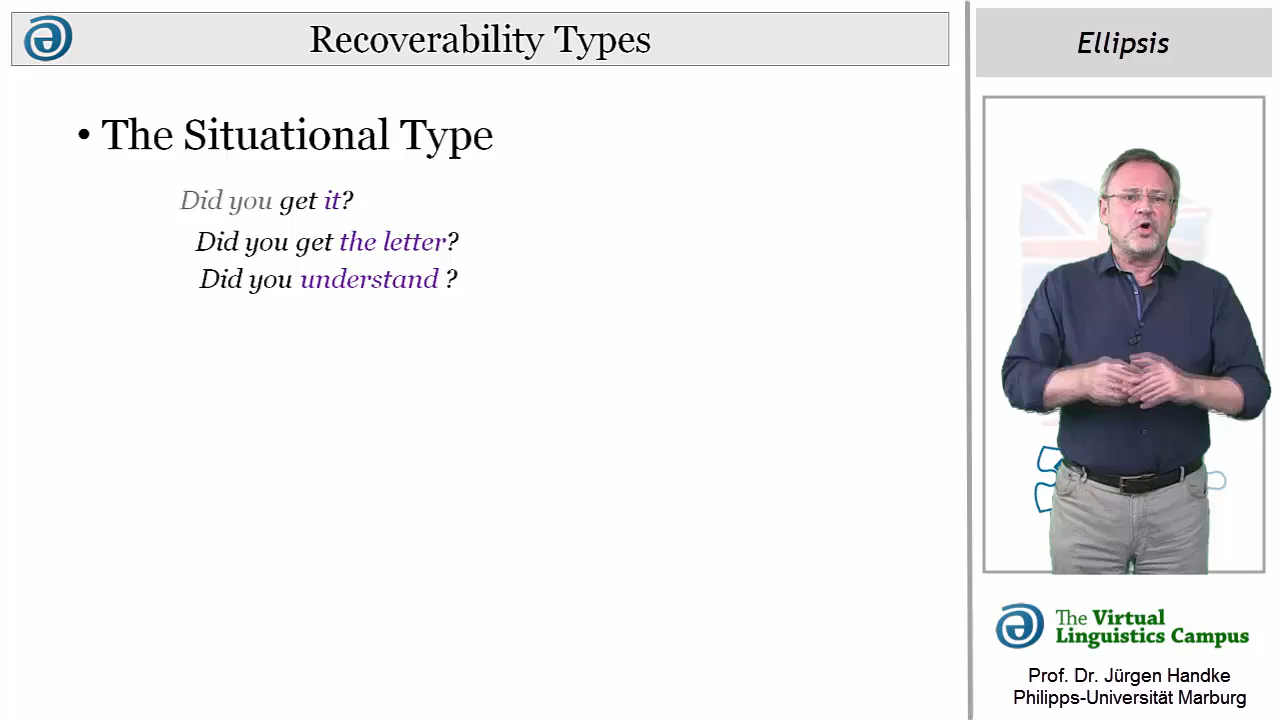 Recoverability Types
• The Situational Type
Did you get it?
Did you get the letter?
Did you understand ?
Ellipsis
The Virtual
Linguistics Campus
Prof. Dr. Jürgen Handke
Philipps-Universität Marburg